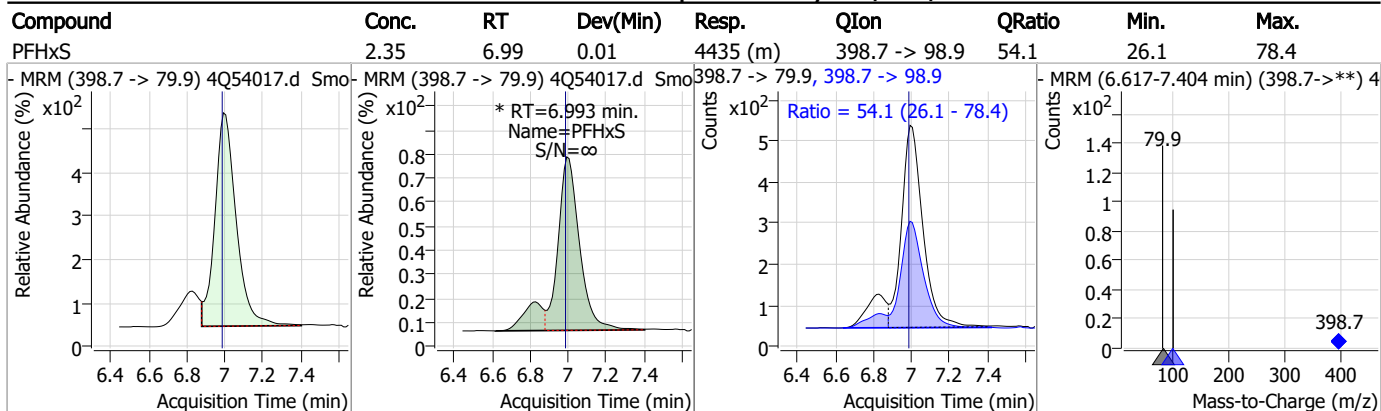 Compound Conc. RT Dev(Min) Resp. QIon QRatio Min. Max.
PFHxS 2.35 6.99 0.01 4435 (m) 398.7 -> 98.9 54.1 26.1 78.4
- MRM (398.7 -> 79.9) 4Q54017.d Smo
x10²
Relative Abundance (%)
4
3
2
1
0
6.4 6.6 6.8 7 7.2 7.4
Acquisition Time (min)
- MRM (398.7 -> 79.9) 4Q54017.d Smo
x10²
* RT=6.993 min.
Name=PFHxS
S/N=∞
Relative Abundance (%)
0.8
0.7
0.6
0.5
0.4
0.3
0.2
0.1
0
6.4 6.6 6.8 7 7.2 7.4
Acquisition Time (min)
398.7 -> 79.9, 398.7 -> 98.9
x10²
Ratio = 54.1 (26.1 - 78.4)
Counts
5
4
3
2
1
0
6.4 6.6 6.8 7 7.2 7.4
Acquisition Time (min)
- MRM (6.617-7.404 min) (398.7->**) 4
x10²
Counts
79.9
1.4
1.2
1
0.8
0.6
0.4
0.2
0
398.7
100 200 300 400
Mass-to-Charge (m/z)